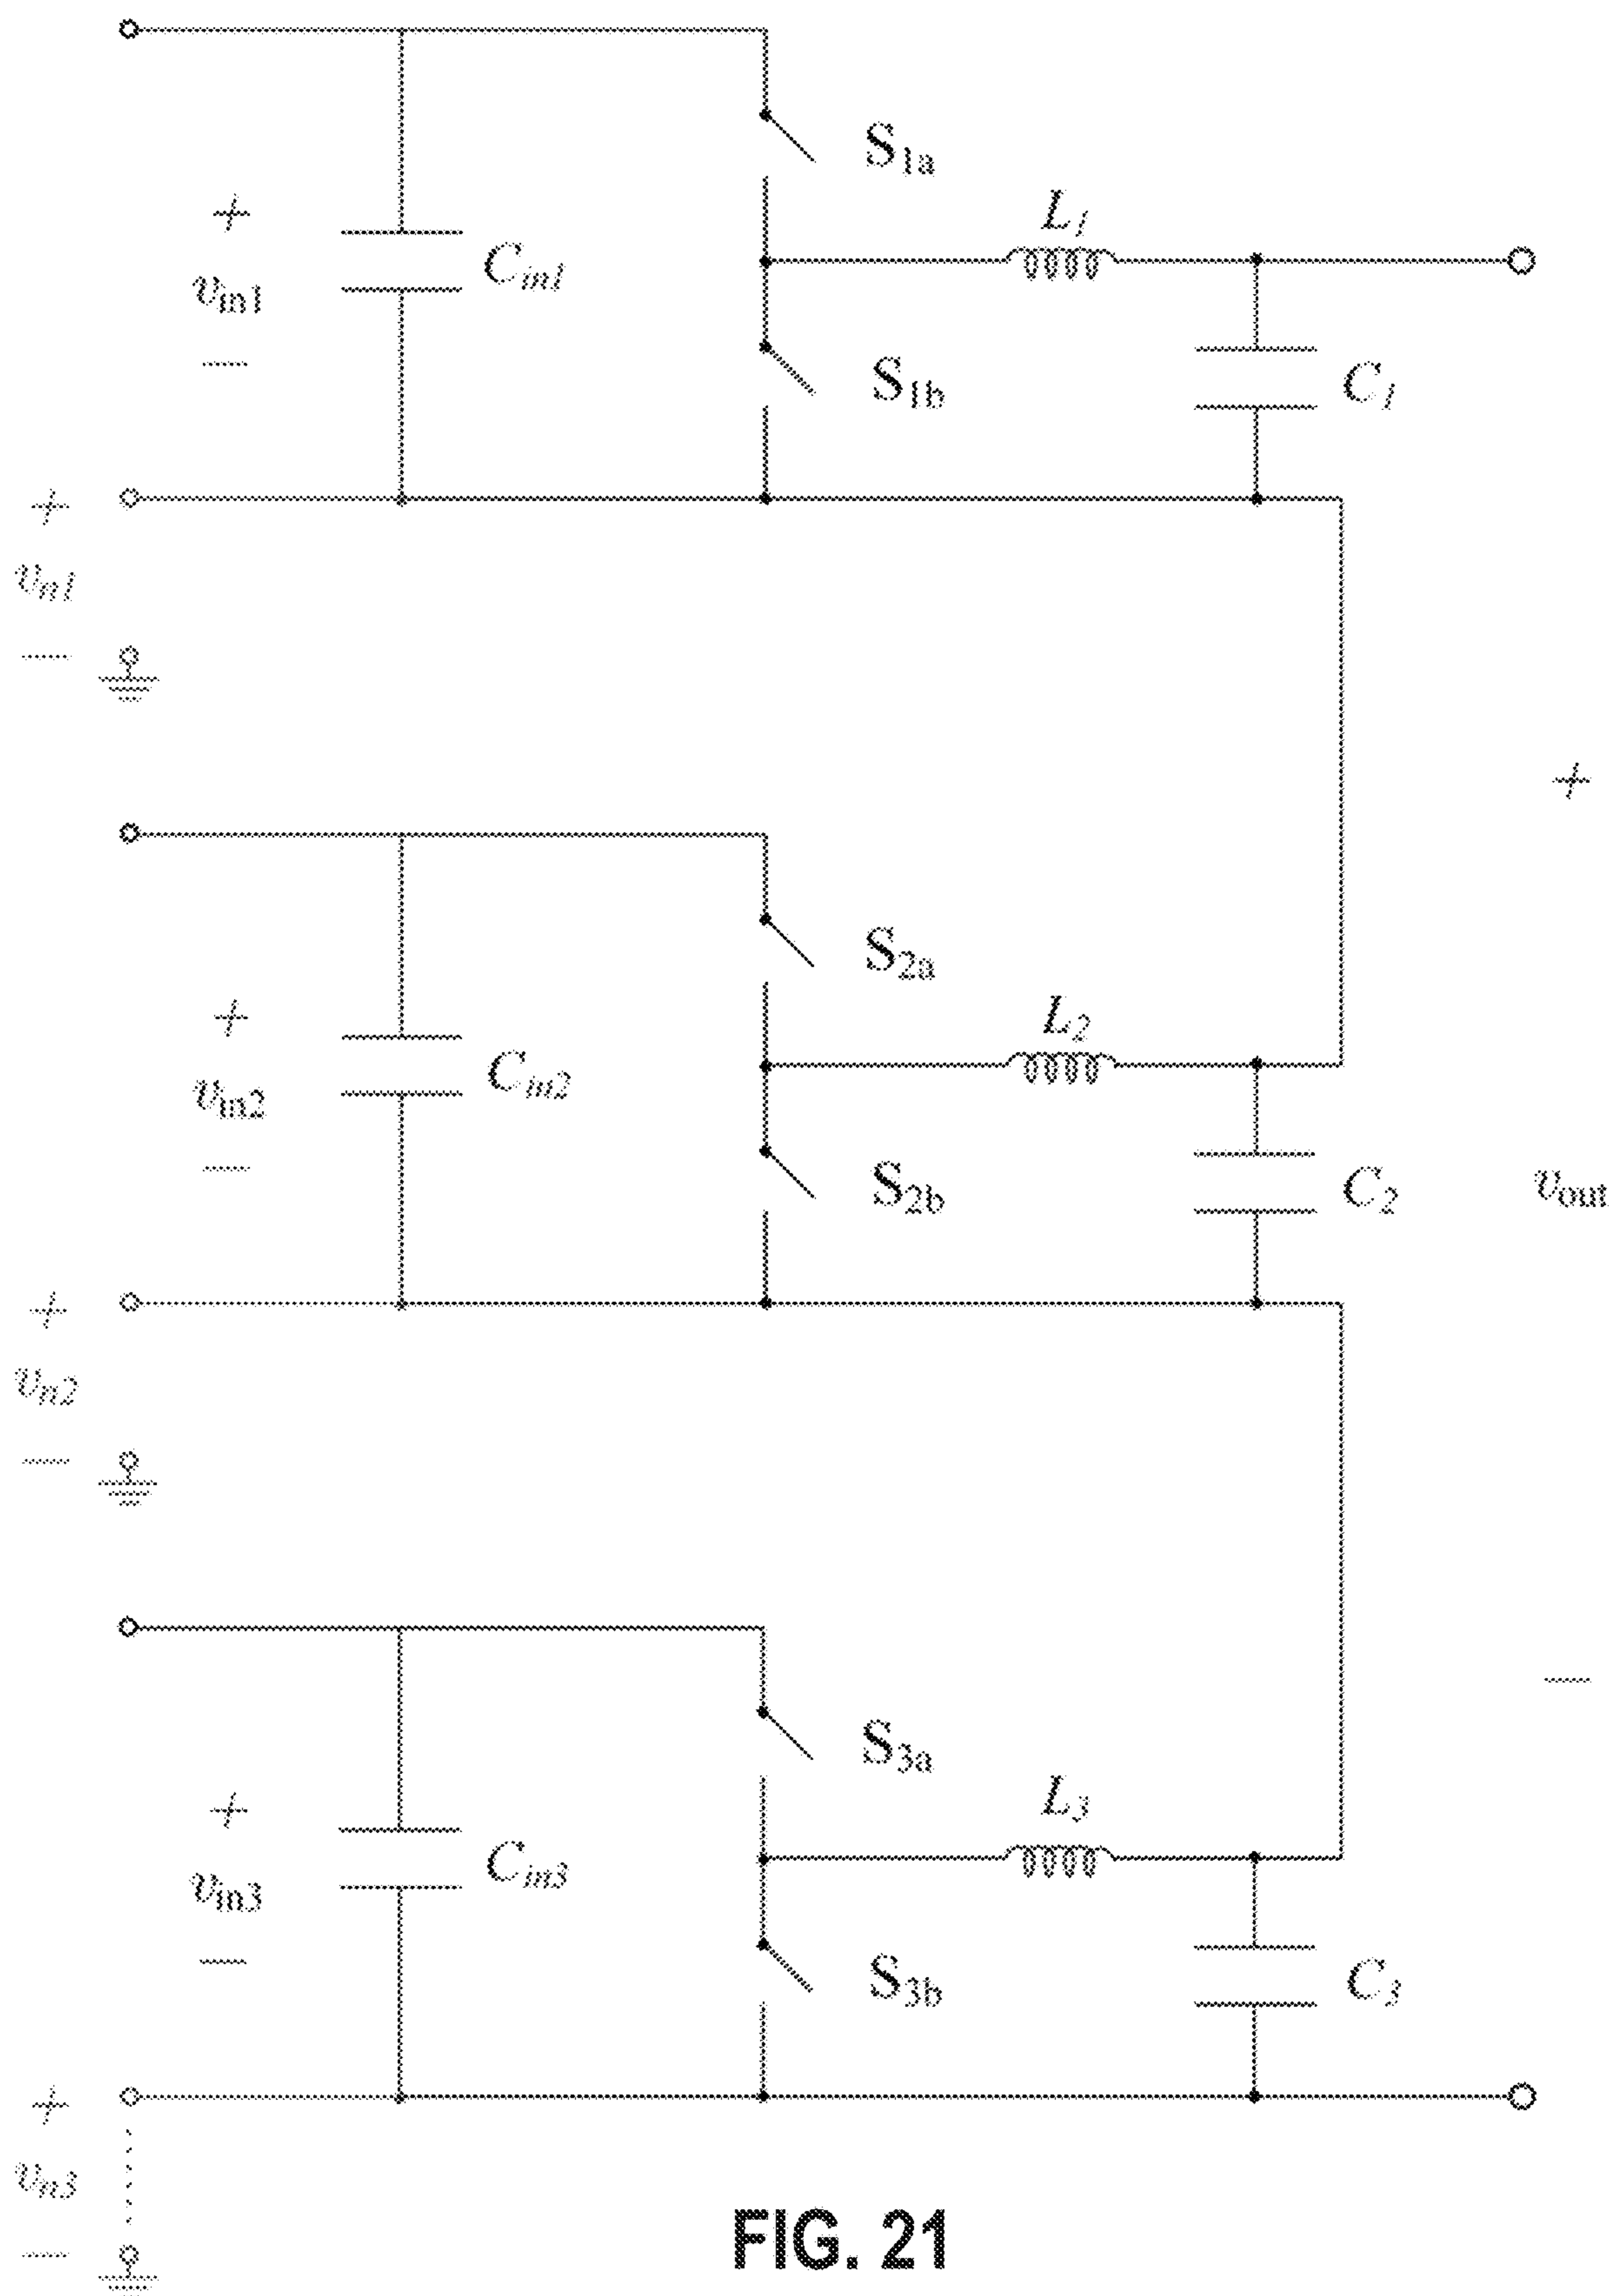 S1a
L1
+
vin1
—
Cin1
S1b
C1
+
vn1
—
+
S2a
L2
+
vin2
—
Cin2
S2b
C2
vout
+
vn2
—
—
S3a
L3
+
vin3
—
Cin3
S3b
C3
+
vn3
—
FIG. 21